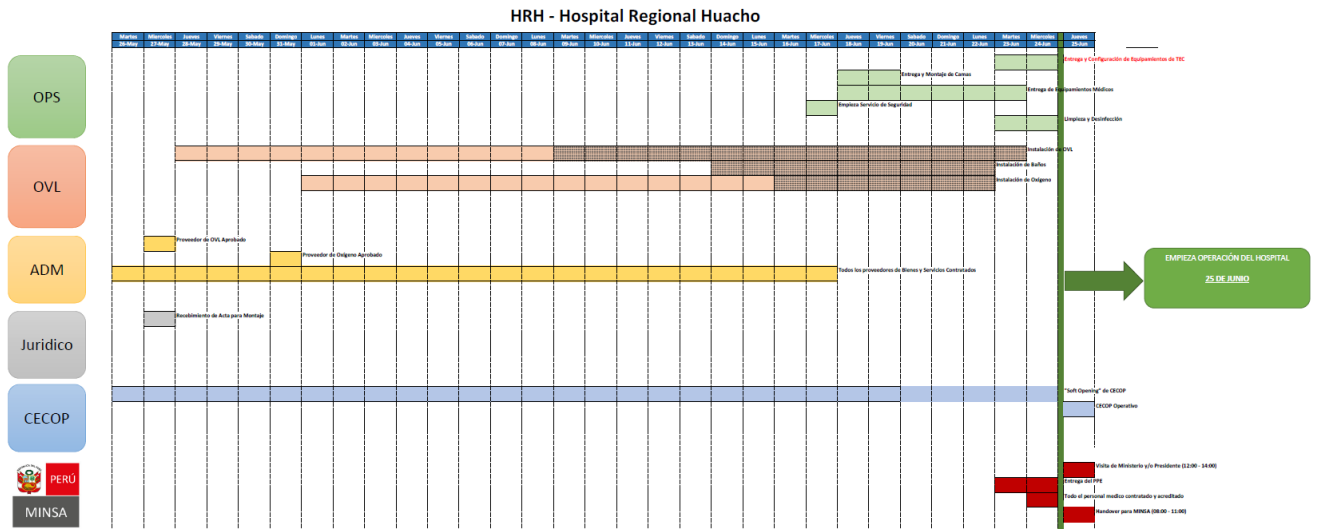 HRH - Hospital Regional Huacho
Martes Miercoles Jueves Viernes Sabado Domingo Lunes Martes Miercoles Jueves Viernes Sabado Domingo Lunes Martes Miercoles Jueves Viernes Sabado Domingo Lunes Martes Miercoles Jueves Viernes Sabado Domingo Lunes Martes Miercoles Jueves
26-May 27-May 28-May 29-May 30-May 31-May 01-Jun 02-Jun 03-Jun 04-Jun 05-Jun 06-Jun 07-Jun 08-Jun 09-Jun 10-Jun 11-Jun 12-Jun 13-Jun 14-Jun 15-Jun 16-Jun 17-Jun 18-Jun 19-Jun 20-Jun 21-Jun 22-Jun 23-Jun 24-Jun 25-Jun
Entrega y Configuración de Equipamientos de TEC
OPS
Entrega y Montaje de Camas
Entrega de Equipamientos Médicos
Empieza Servicio de Seguridad
Limpieza y Desinfección
OVL
Instalación de OVL
Instalación de Baños
Instalación de Oxigeno
ADM
Proveedor de OVL Aprobado
Proveedor de Oxigeno Aprobado
Todos los proveedores de Bienes y Servicios Contratados
EMPIEZA OPERACIÓN DEL HOSPITAL
25 DE JUNIO
Juridico
Recebimiento de Acta para Montaje
CECOP
"Soft Opening" de CECOP
CECOP Operativo
PERÚ
MINSA
Visita de Ministerio y/o Presidente (12:00 - 14:00)
Entrega del PPE
Todo el personal medico contratado y acreditado
Handover para MINSA (08:00 - 11:00)